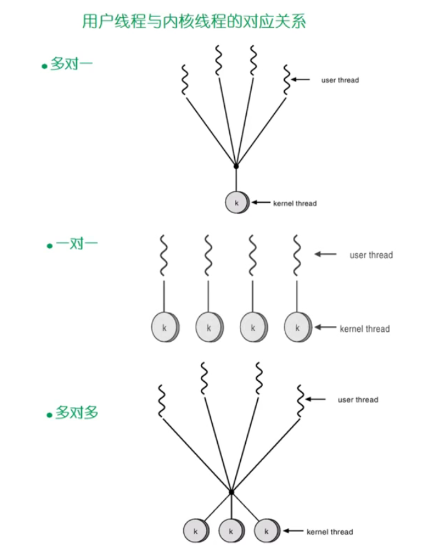 用户线程与内核线程的对应关系
•多对一
user thread
k
kernel thread
•一对一
user thread
k k k k
kernel thread
•多对多
user thread
k k k
kernel thread